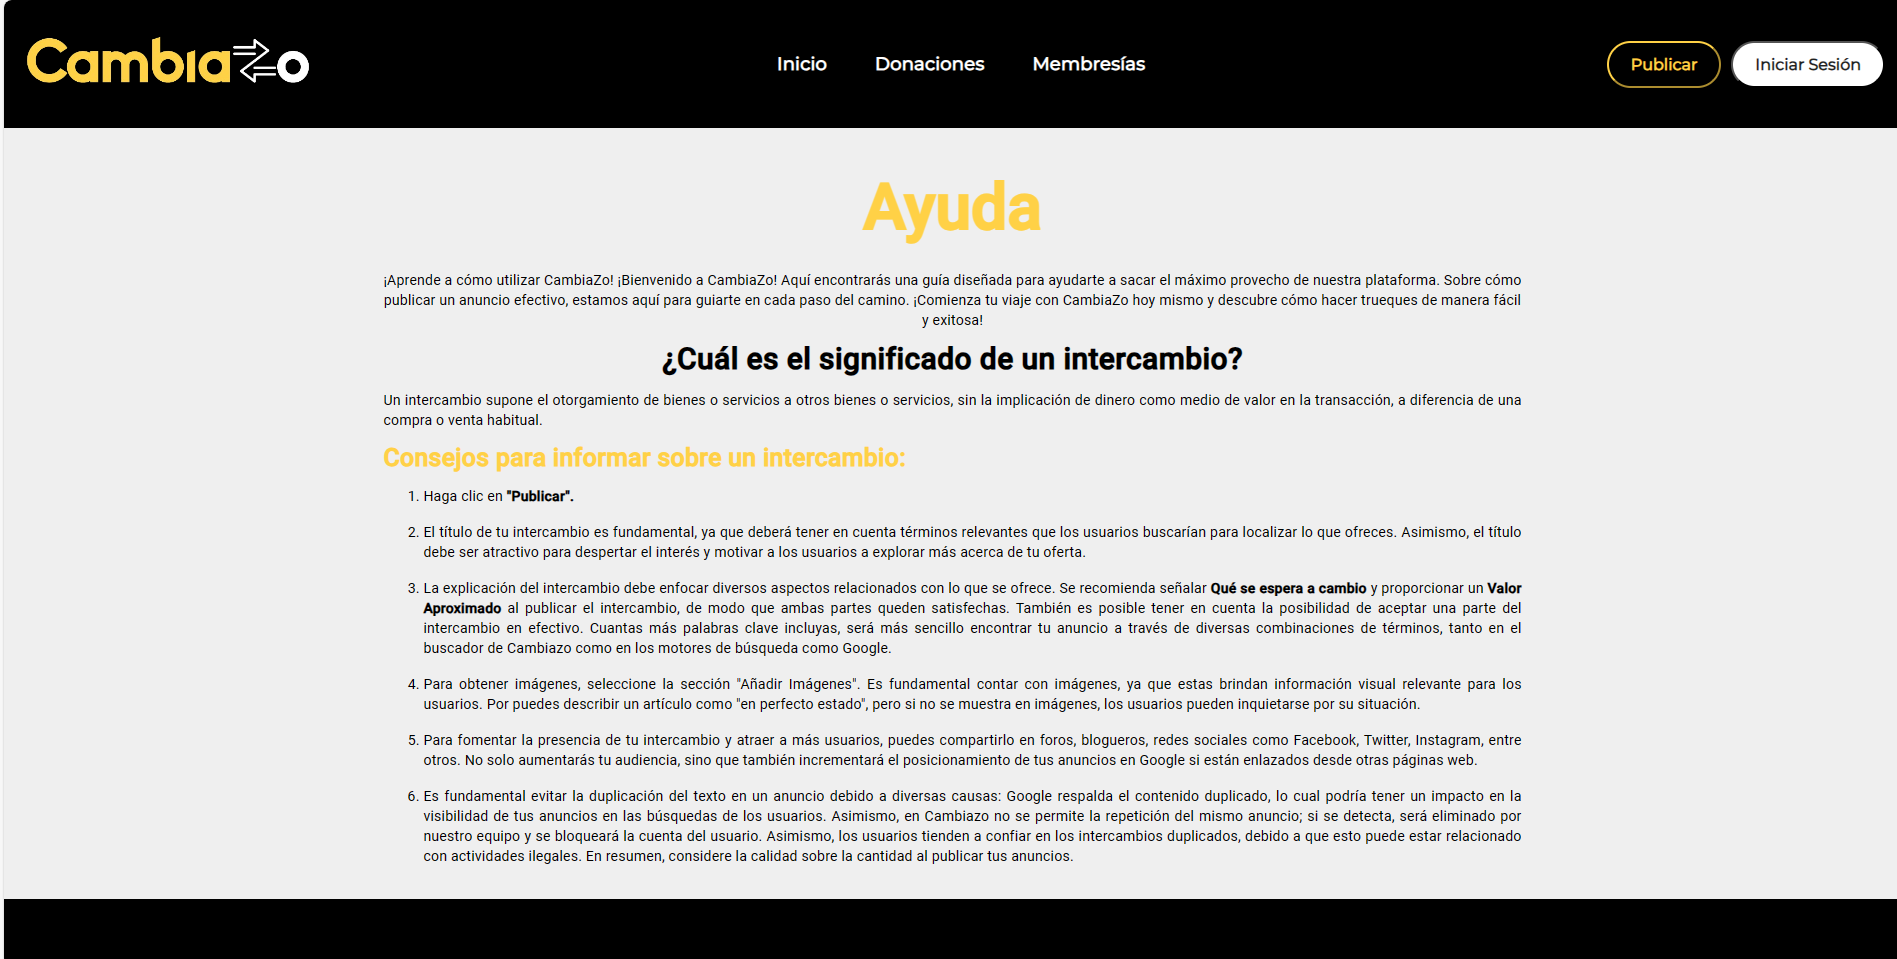 CambiaZo
Inicio
Donaciones
Membresías
Publicar
Iniciar Sesión
Ayuda
¡Aprende a cómo utilizar CambiaZo! ¡Bienvenido a CambiaZo! Aquí encontrarás una guía diseñada para ayudarte a sacar el máximo provecho de nuestra plataforma. Sobre cómo
publicar un anuncio efectivo, estamos aquí para guiarte en cada paso del camino. ¡Comienza tu viaje con CambiaZo hoy mismo y descubre cómo hacer trueques de manera fácil
y exitosa!
¿Cuál es el significado de un intercambio?
Un intercambio supone el otorgamiento de bienes o servicios a otros bienes o servicios, sin la implicación de dinero como medio de valor en la transacción, a diferencia de una
compra o venta habitual.
Consejos para informar sobre un intercambio:
1. Haga clic en "Publicar".
2. El título de tu intercambio es fundamental, ya que deberá tener en cuenta términos relevantes que los usuarios buscarían para localizar lo que ofreces. Asimismo, el título
debe ser atractivo para despertar el interés y motivar a los usuarios a explorar más acerca de tu oferta.
3. La explicación del intercambio debe enfocar diversos aspectos relacionados con lo que se ofrece. Se recomienda señalar Qué se espera a cambio y proporcionar un Valor
Aproximado al publicar el intercambio, de modo que ambas partes queden satisfechas. También es posible tener en cuenta la posibilidad de aceptar una parte del
intercambio en efectivo. Cuantas más palabras clave incluyas, será más sencillo encontrar tu anuncio a través de diversas combinaciones de términos, tanto en el
buscador de Cambiazo como en los motores de búsqueda como Google.
4. Para obtener imágenes, seleccione la sección "Añadir Imágenes". Es fundamental contar con imágenes, ya que estas brindan información visual relevante para los
usuarios. Por puedes describir un artículo como "en perfecto estado", pero si no se muestra en imágenes, los usuarios pueden inquietarse por su situación.
5. Para fomentar la presencia de tu intercambio y atraer a más usuarios, puedes compartirlo en foros, blogueros, redes sociales como Facebook, Twitter, Instagram, entre
otros. No solo aumentarás tu audiencia, sino que también incrementará el posicionamiento de tus anuncios en Google si están enlazados desde otras páginas web.
6. Es fundamental evitar la duplicación del texto en un anuncio debido a diversas causas: Google respalda el contenido duplicado, lo cual podría tener un impacto en la
visibilidad de tus anuncios en las búsquedas de los usuarios. Asimismo, en Cambiazo no se permite la repetición del mismo anuncio; si se detecta, será eliminado por
nuestro equipo y se bloqueará la cuenta del usuario. Asimismo, los usuarios tienden a confiar en los intercambios duplicados, debido a que esto puede estar relacionado
con actividades ilegales. En resumen, considere la calidad sobre la cantidad al publicar tus anuncios.